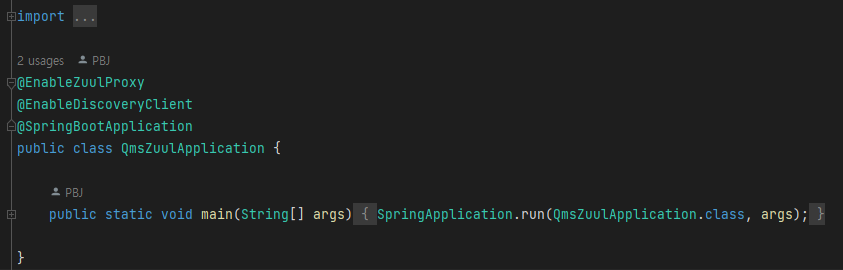 import ...
2 usages PBJ
@EnableZuulProxy
@EnableDiscoveryClient
@SpringBootApplication
public class QmsZuulApplication {
PBJ
public static void main(String[] args) { SpringApplication.run(QmsZuulApplication.class, args); }
}